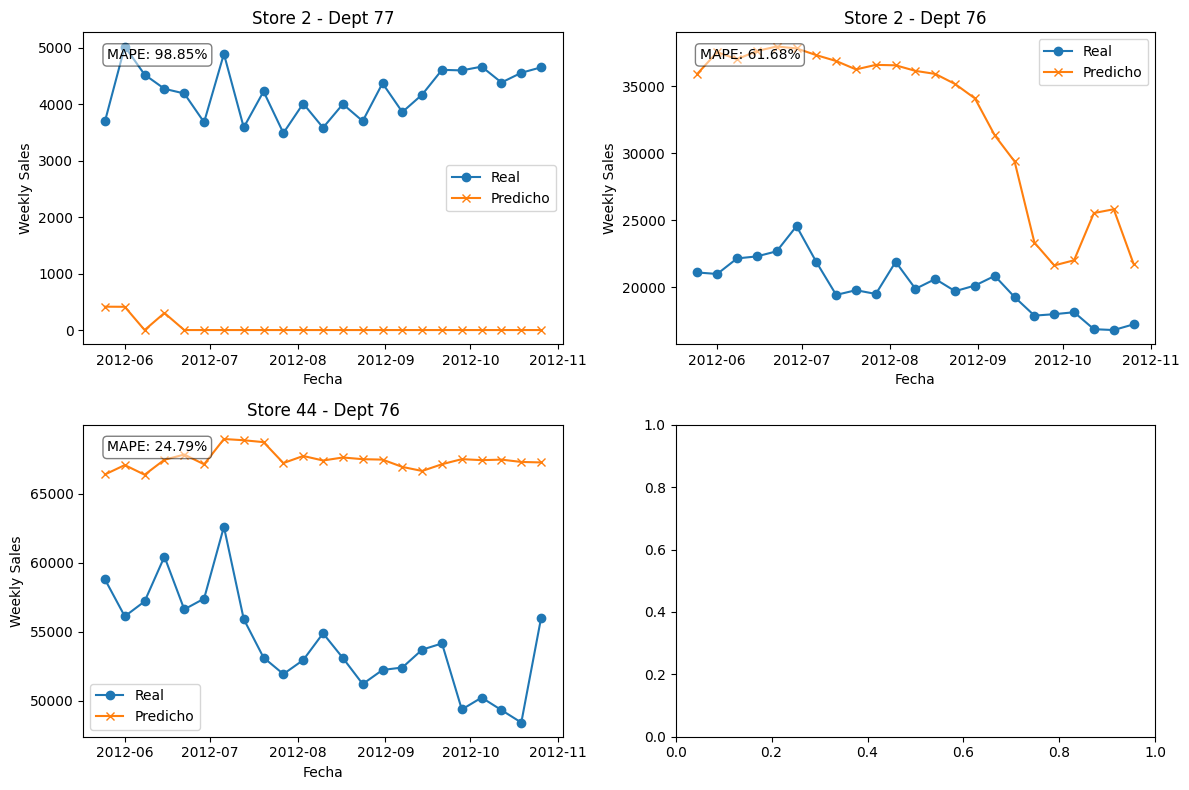 Store 2 - Dept 77
MAPE: 98.85%
5000
4000
3000
2000
1000
0
Weekly Sales
Real
Predicho
2012-06 2012-07 2012-08 2012-09 2012-10 2012-11
Fecha
Store 2 - Dept 76
MAPE: 61.68%
Real
Predicho
35000
30000
25000
20000
Weekly Sales
2012-06 2012-07 2012-08 2012-09 2012-10 2012-11
Fecha
Store 44 - Dept 76
MAPE: 24.79%
65000
60000
55000
50000
Weekly Sales
Real
Predicho
2012-06 2012-07 2012-08 2012-09 2012-10 2012-11
Fecha
1.0
0.8
0.6
0.4
0.2
0.0
0.0 0.2 0.4 0.6 0.8 1.0